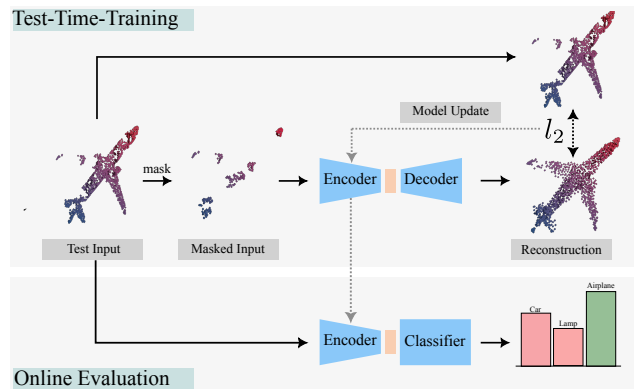 Test-Time-Training
Model Update
l₂
mask
Encoder
Decoder
Test Input
Masked Input
Reconstruction
Airplane
Car
Lamp
Encoder
Classifier
Online Evaluation